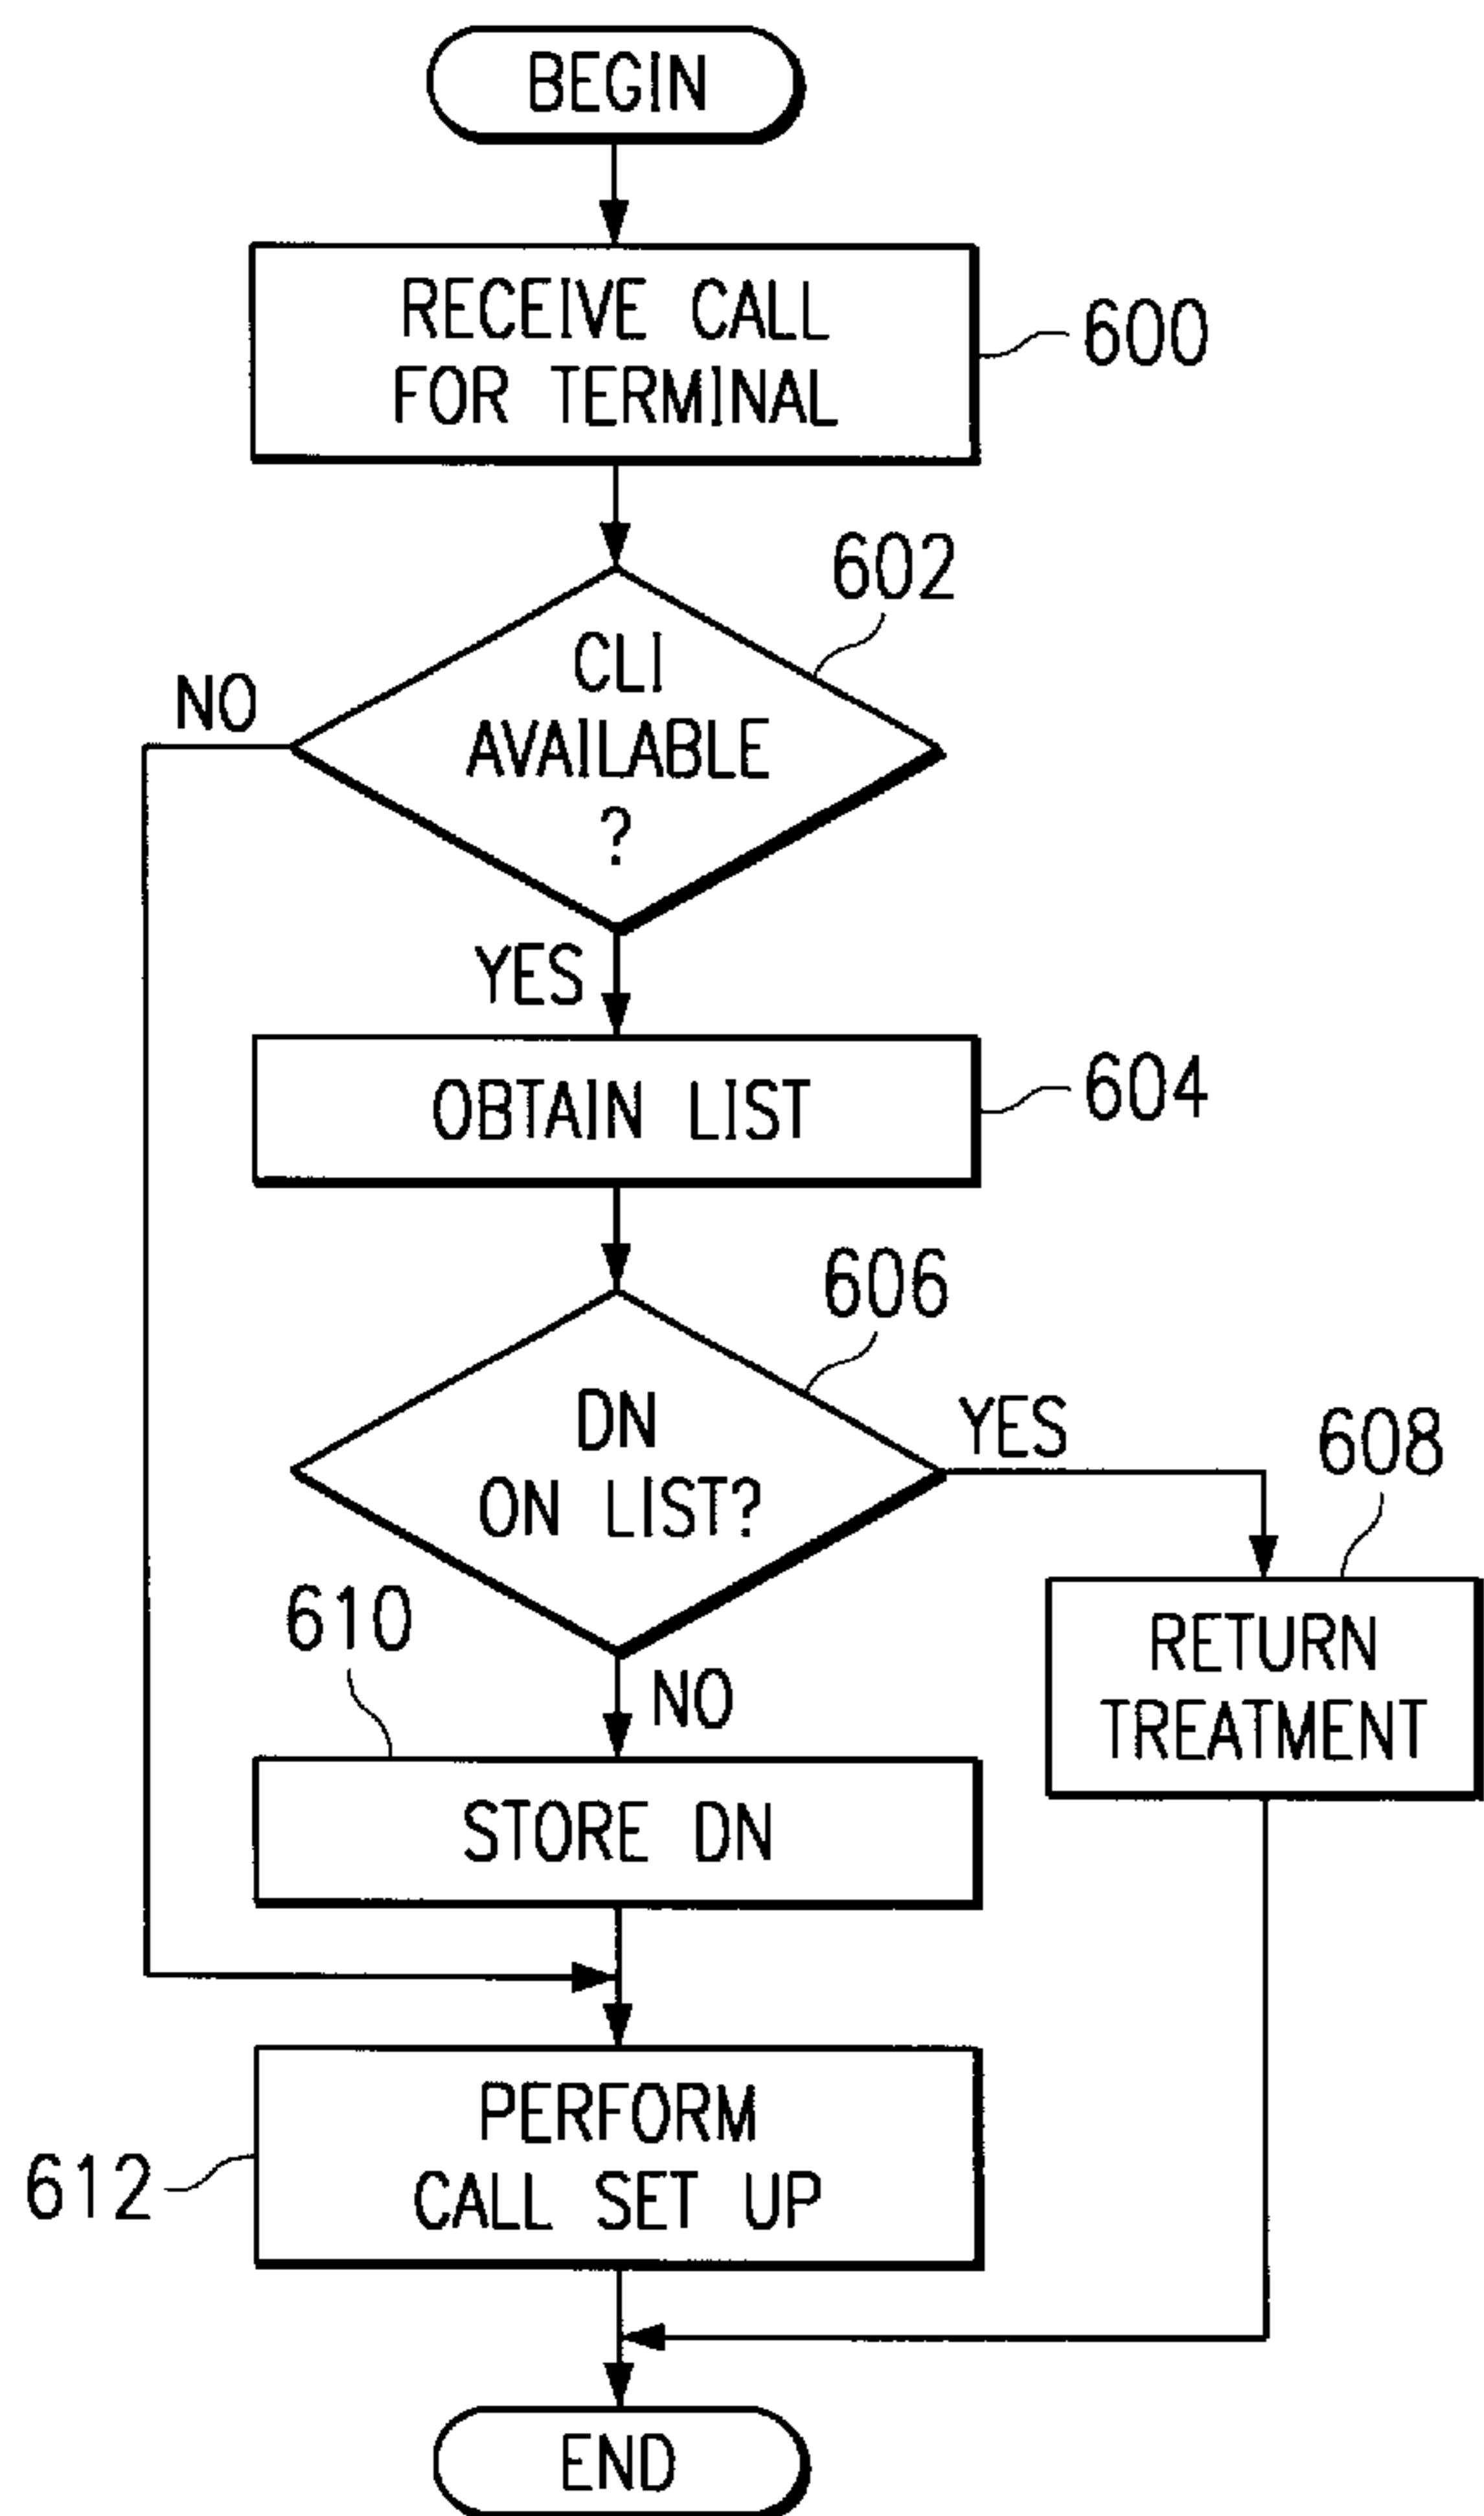 BEGIN
RECEIVE CALL
FOR TERMINAL
600
602
CLI
AVAILABLE
?
NO
YES
OBTAIN LIST
604
606
DN
ON LIST?
YES
608
RETURN
TREATMENT
610
NO
STORE DN
PERFORM
CALL SET UP
612
END